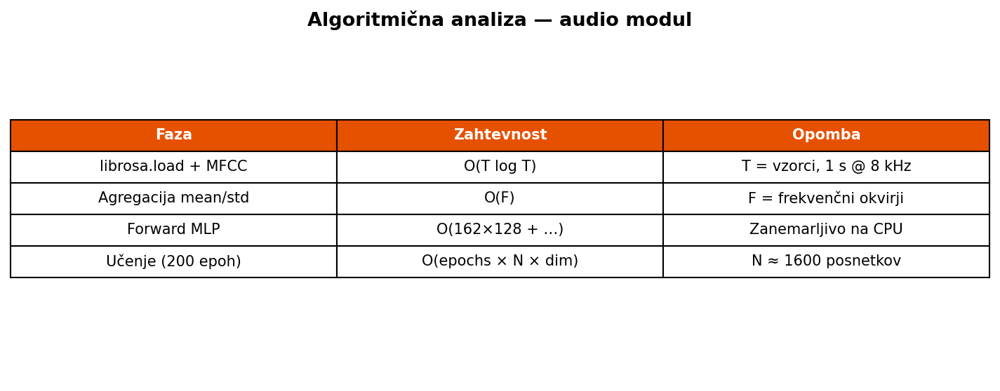 Algoritmična analiza — audio modul
Faza Zahtevnost Opomba
librosa.load + MFCC O(T log T) T = vzorci, 1 s @ 8 kHz
Agregacija mean/std O(F) F = frekvenčni okvirji
Forward MLP O(162×128 + …) Zanemarljivo na CPU
Učenje (200 epoh) O(epochs × N × dim) N ≈ 1600 posnetkov